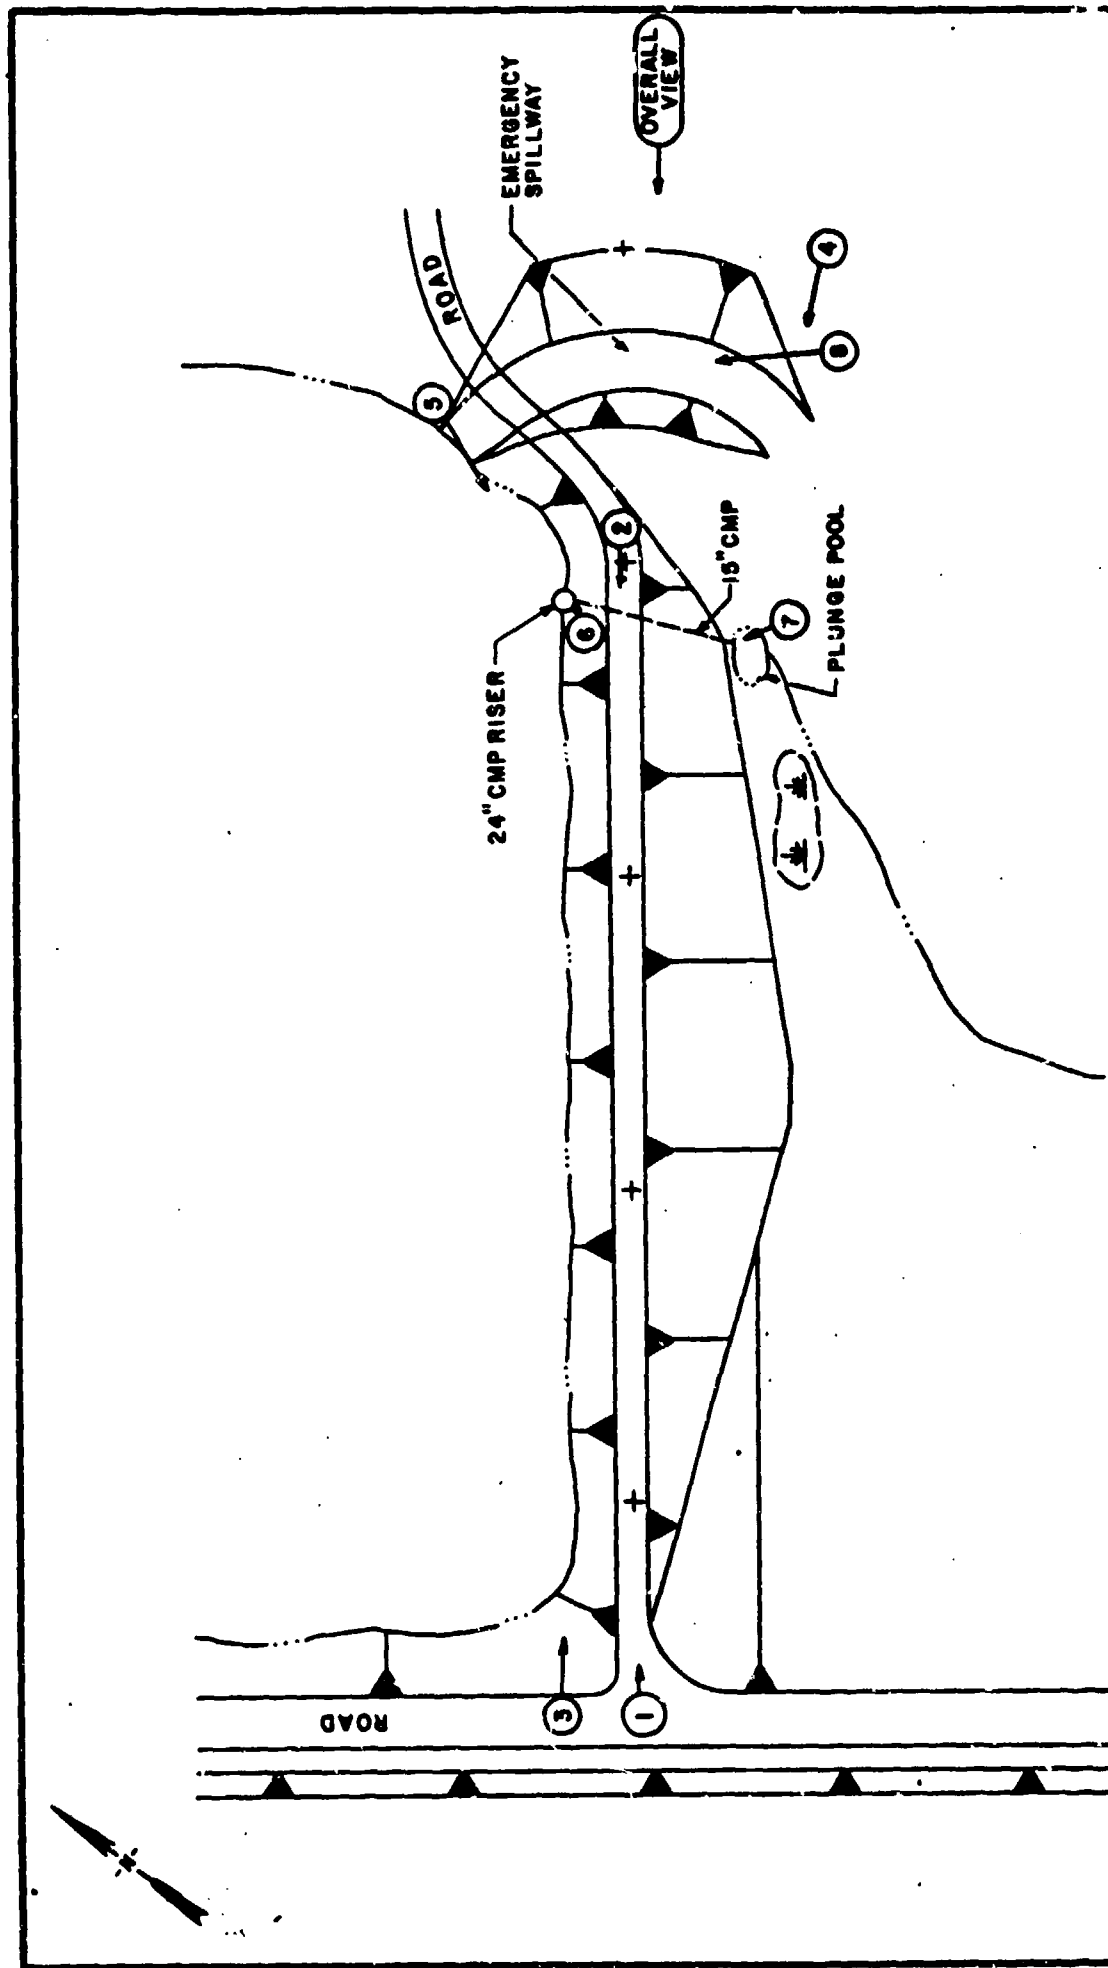 OVERALL
VIEW
EMERGENCY
SPILLWAY
ROAD
4
5
8
2
15" CMP
24" CMP RISER
6
7
PLUNGE POOL
ROAD
3
1
N